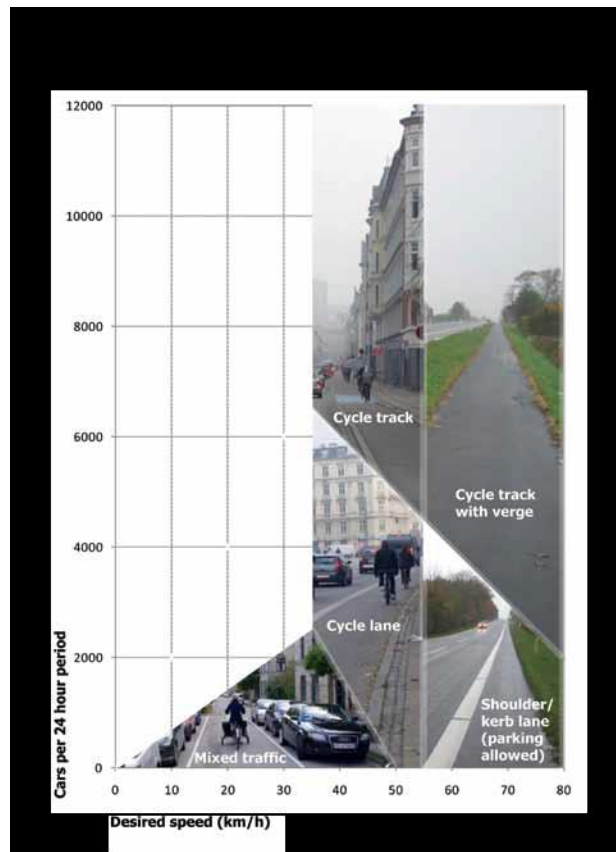 12000
10000
8000
6000
4000
2000
0
Cars per 24 hour period
Cycle track
Cycle track
with verge
Cycle lane
Shoulder/
kerb lane
(parking
allowed)
Mixed traffic
0 10 20 30 40 50 60 70 80
Desired speed (km/h)